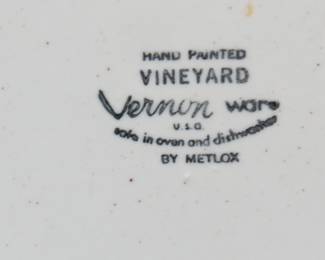 HAND PAINTED
VINEYARD
Vernon ware
U.S.A.
safe in oven and dishwasher
BY METLOX